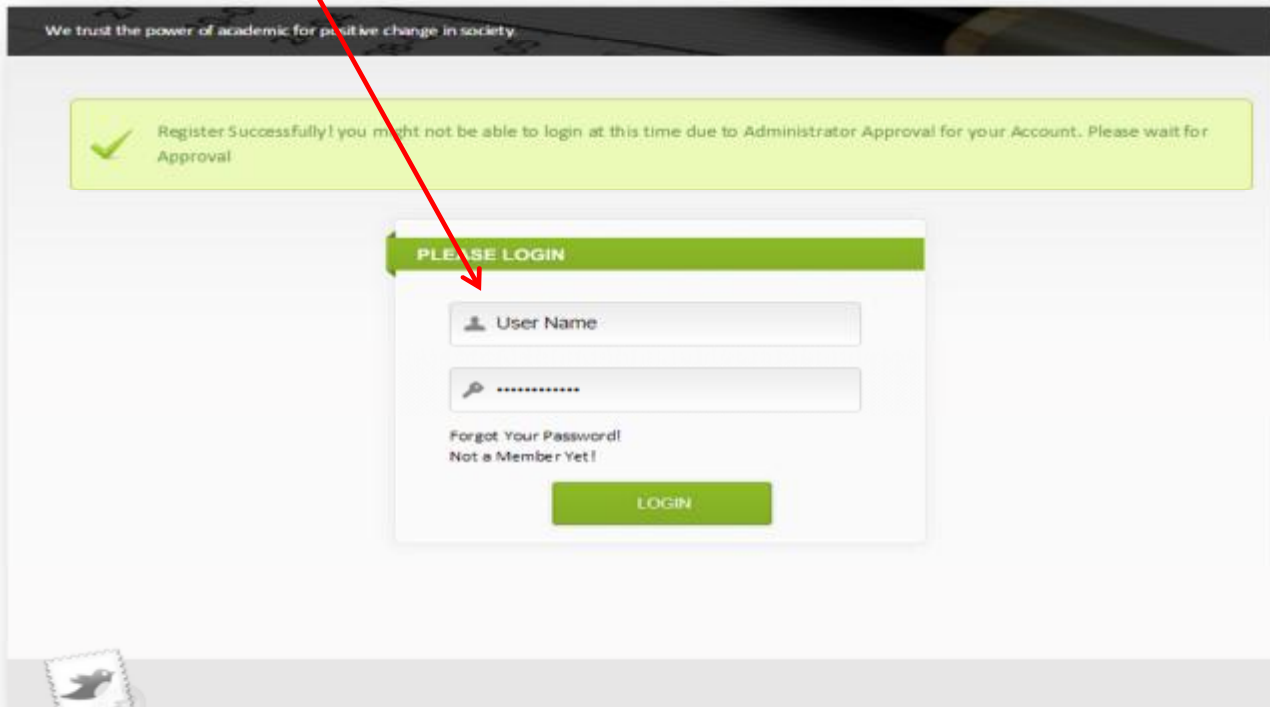 We trust the power of academic for positive change in society.
Register Successfully! you might not be able to login at this time due to Administrator Approval for your Account. Please wait for
Approval
PLEASE LOGIN
User Name
••••••••••••
Forgot Your Password!
Not a Member Yet!
LOGIN